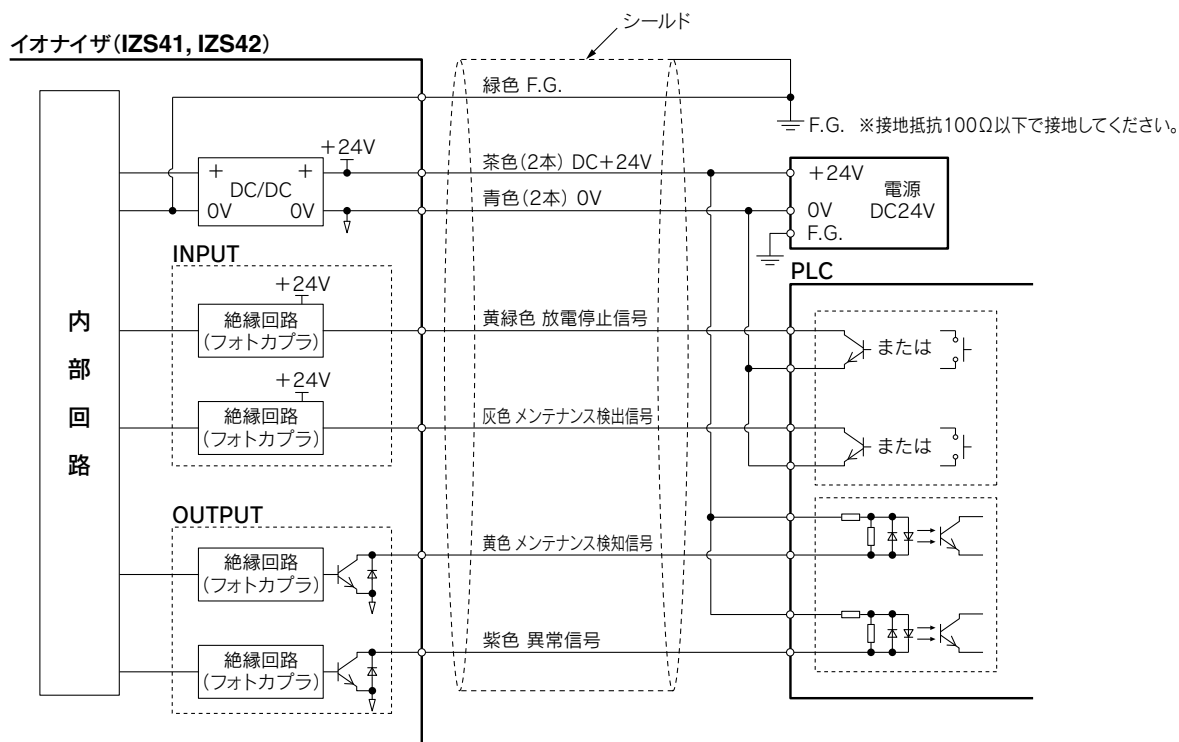 シールド
イオナイザ(IZS41, IZS42)
緑色 F.G.
F.G. ※接地抵抗100Ω以下で接地してください。
+24V
茶色(2本) DC+24V
+ +
DC/DC
0V 0V
青色(2本) 0V
+24V
電源
DC24V
0V
F.G.
INPUT
PLC
+24V
絶縁回路
(フォトカプラ)
黄緑色 放電停止信号
または
+24V
絶縁回路
(フォトカプラ)
灰色 メンテナンス検出信号
または
内部回路
OUTPUT
絶縁回路
(フォトカプラ)
黄色 メンテナンス検知信号
絶縁回路
(フォトカプラ)
紫色 異常信号